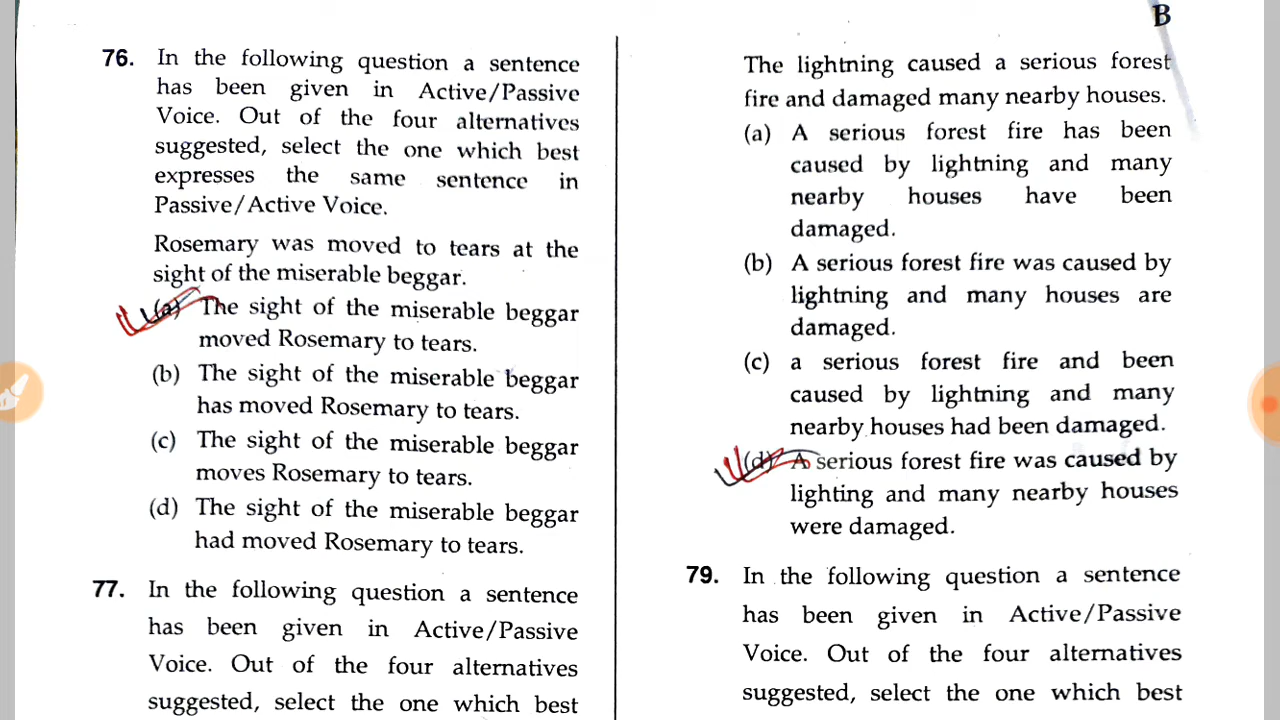 B
76. In the following question a sentence
has been given in Active/Passive
Voice. Out of the four alternatives
suggested, select the one which best
expresses the same sentence in
Passive/Active Voice.
Rosemary was moved to tears at the
sight of the miserable beggar.
(a) The sight of the miserable beggar
moved Rosemary to tears.
(b) The sight of the miserable beggar
has moved Rosemary to tears.
(c) The sight of the miserable beggar
moves Rosemary to tears.
(d) The sight of the miserable beggar
had moved Rosemary to tears.
77. In the following question a sentence
has been given in Active/Passive
Voice. Out of the four alternatives
suggested, select the one which best
The lightning caused a serious forest
fire and damaged many nearby houses.
(a) A serious forest fire has been
caused by lightning and many
nearby houses have been
damaged.
(b) A serious forest fire was caused by
lightning and many houses are
damaged.
(c) a serious forest fire and been
caused by lightning and many
nearby houses had been damaged.
(d) A serious forest fire was caused by
lighting and many nearby houses
were damaged.
79. In the following question a sentence
has been given in Active/Passive
Voice. Out of the four alternatives
suggested, select the one which best